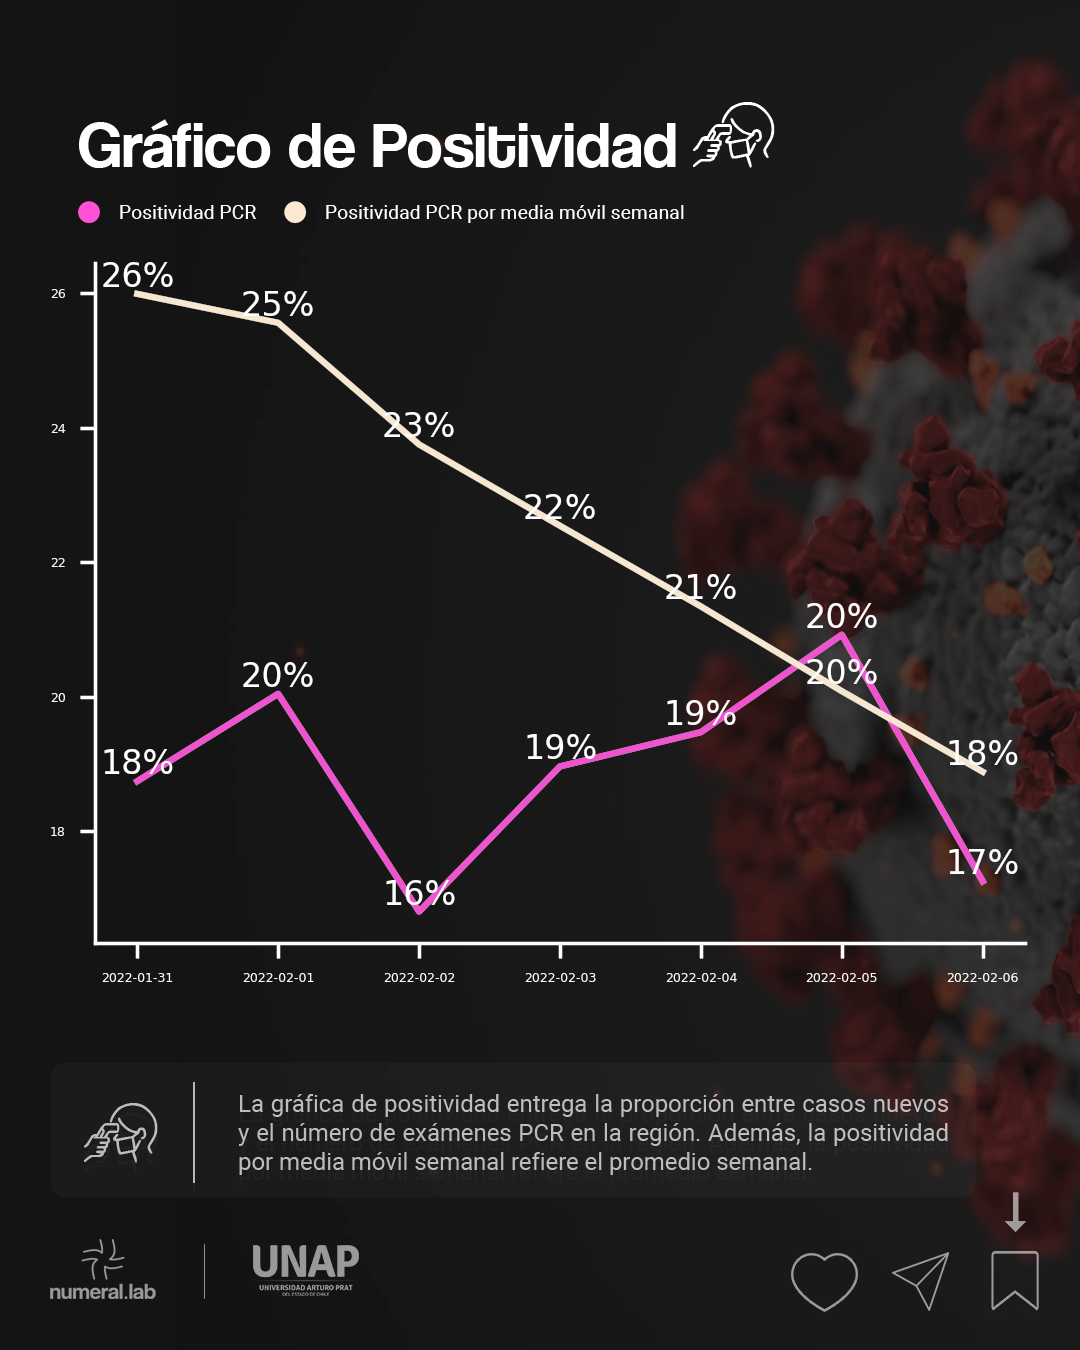 Gráfico de Positividad
Positividad PCR
Positividad PCR por media móvil semanal
26
24
22
20
18
26%
25%
23%
22%
21%
20%
18%
18%
20%
16%
19%
19%
20%
17%
2022-01-31
2022-02-01
2022-02-02
2022-02-03
2022-02-04
2022-02-05
2022-02-06
La gráfica de positividad entrega la proporción entre casos nuevos
y el número de exámenes PCR en la región. Además, la positividad
por media móvil semanal refiere el promedio semanal.
numeral.lab
UNAP
UNIVERSIDAD ARTURO PRAT
DEL ESTADO DE CHILE